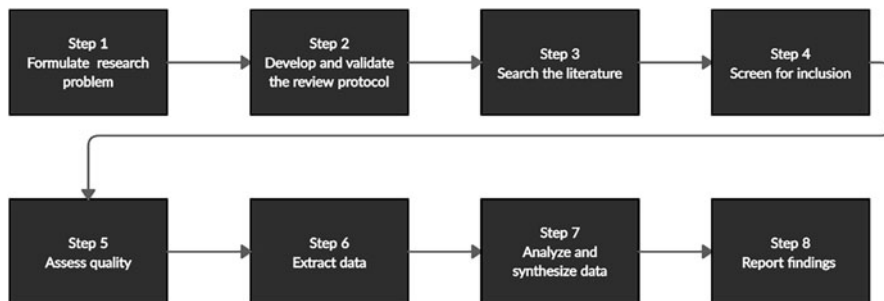 Step 1
Formulate research
problem
Step 2
Develop and validate
the review protocol
Step 3
Search the literature
Step 4
Screen for inclusion
Step 5
Assess quality
Step 6
Extract data
Step 7
Analyze and
synthesize data
Step 8
Report findings